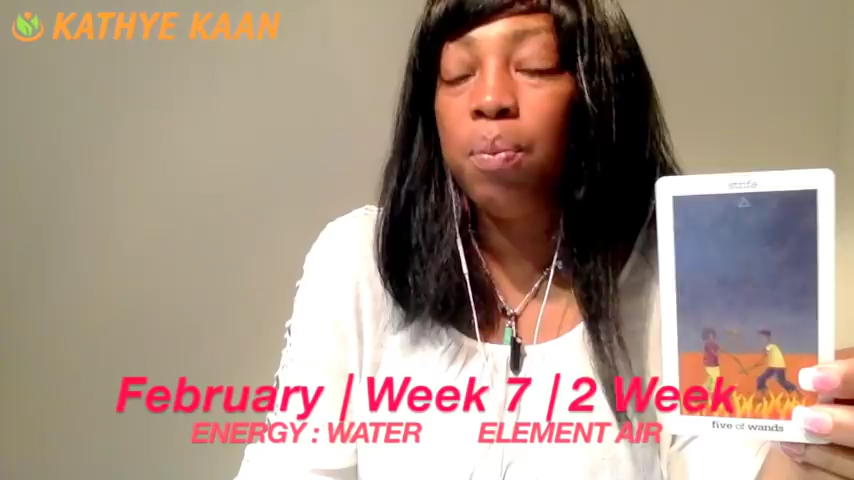 KATHYE KAAN
strife
February | Week 7 | 2 Week
ENERGY : WATER ELEMENT AIR
five of wands